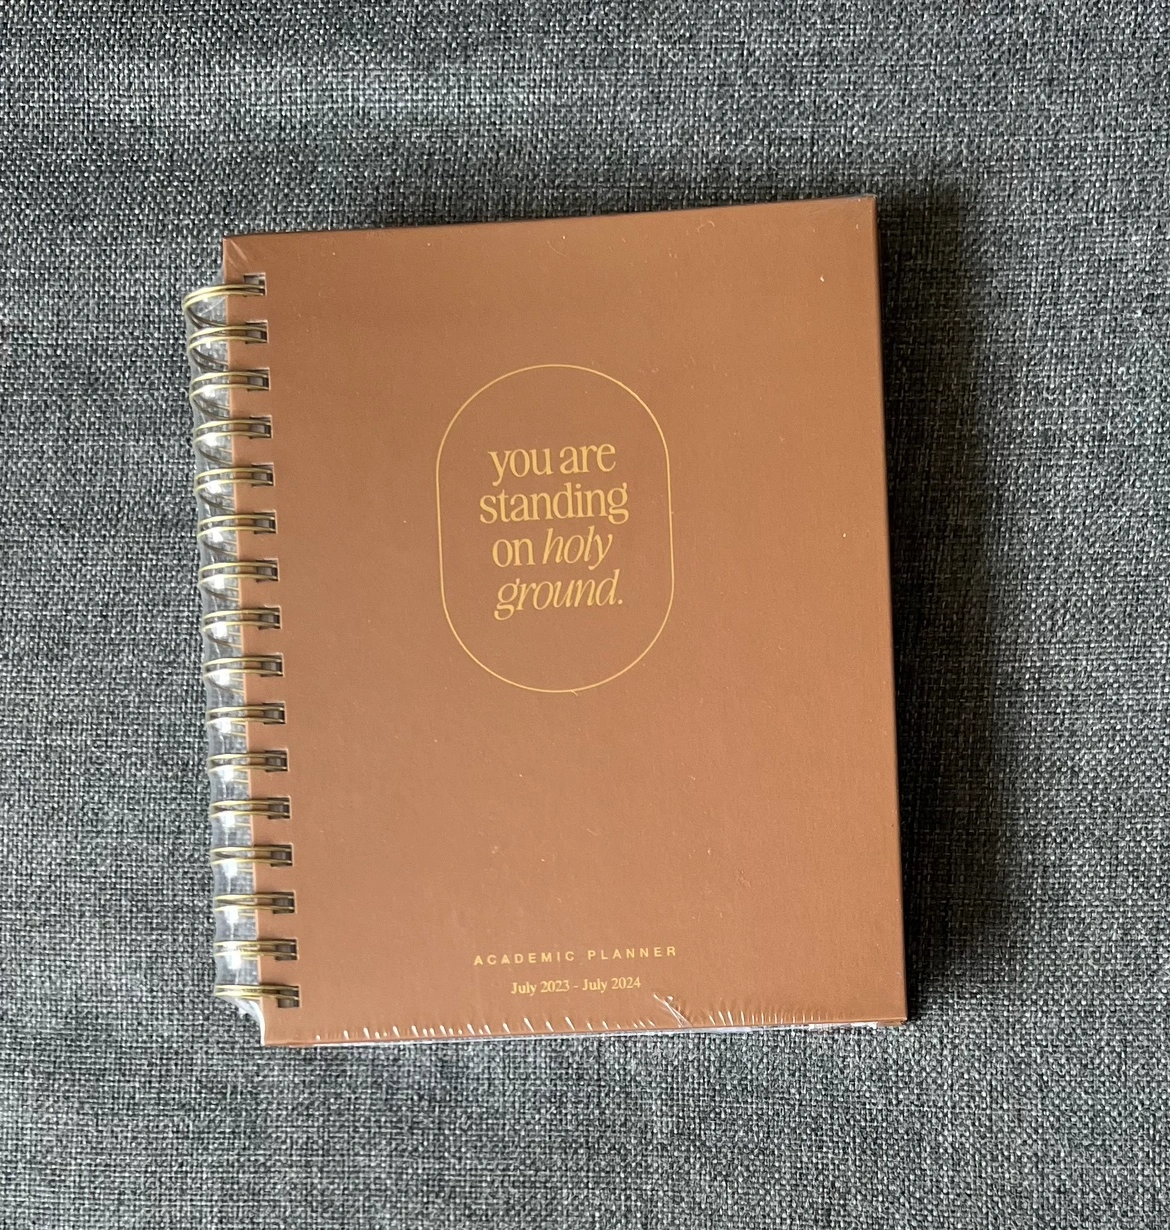 you are
standing
on holy
ground.
ACADEMIC PLANNER
July 2023 - July 2024